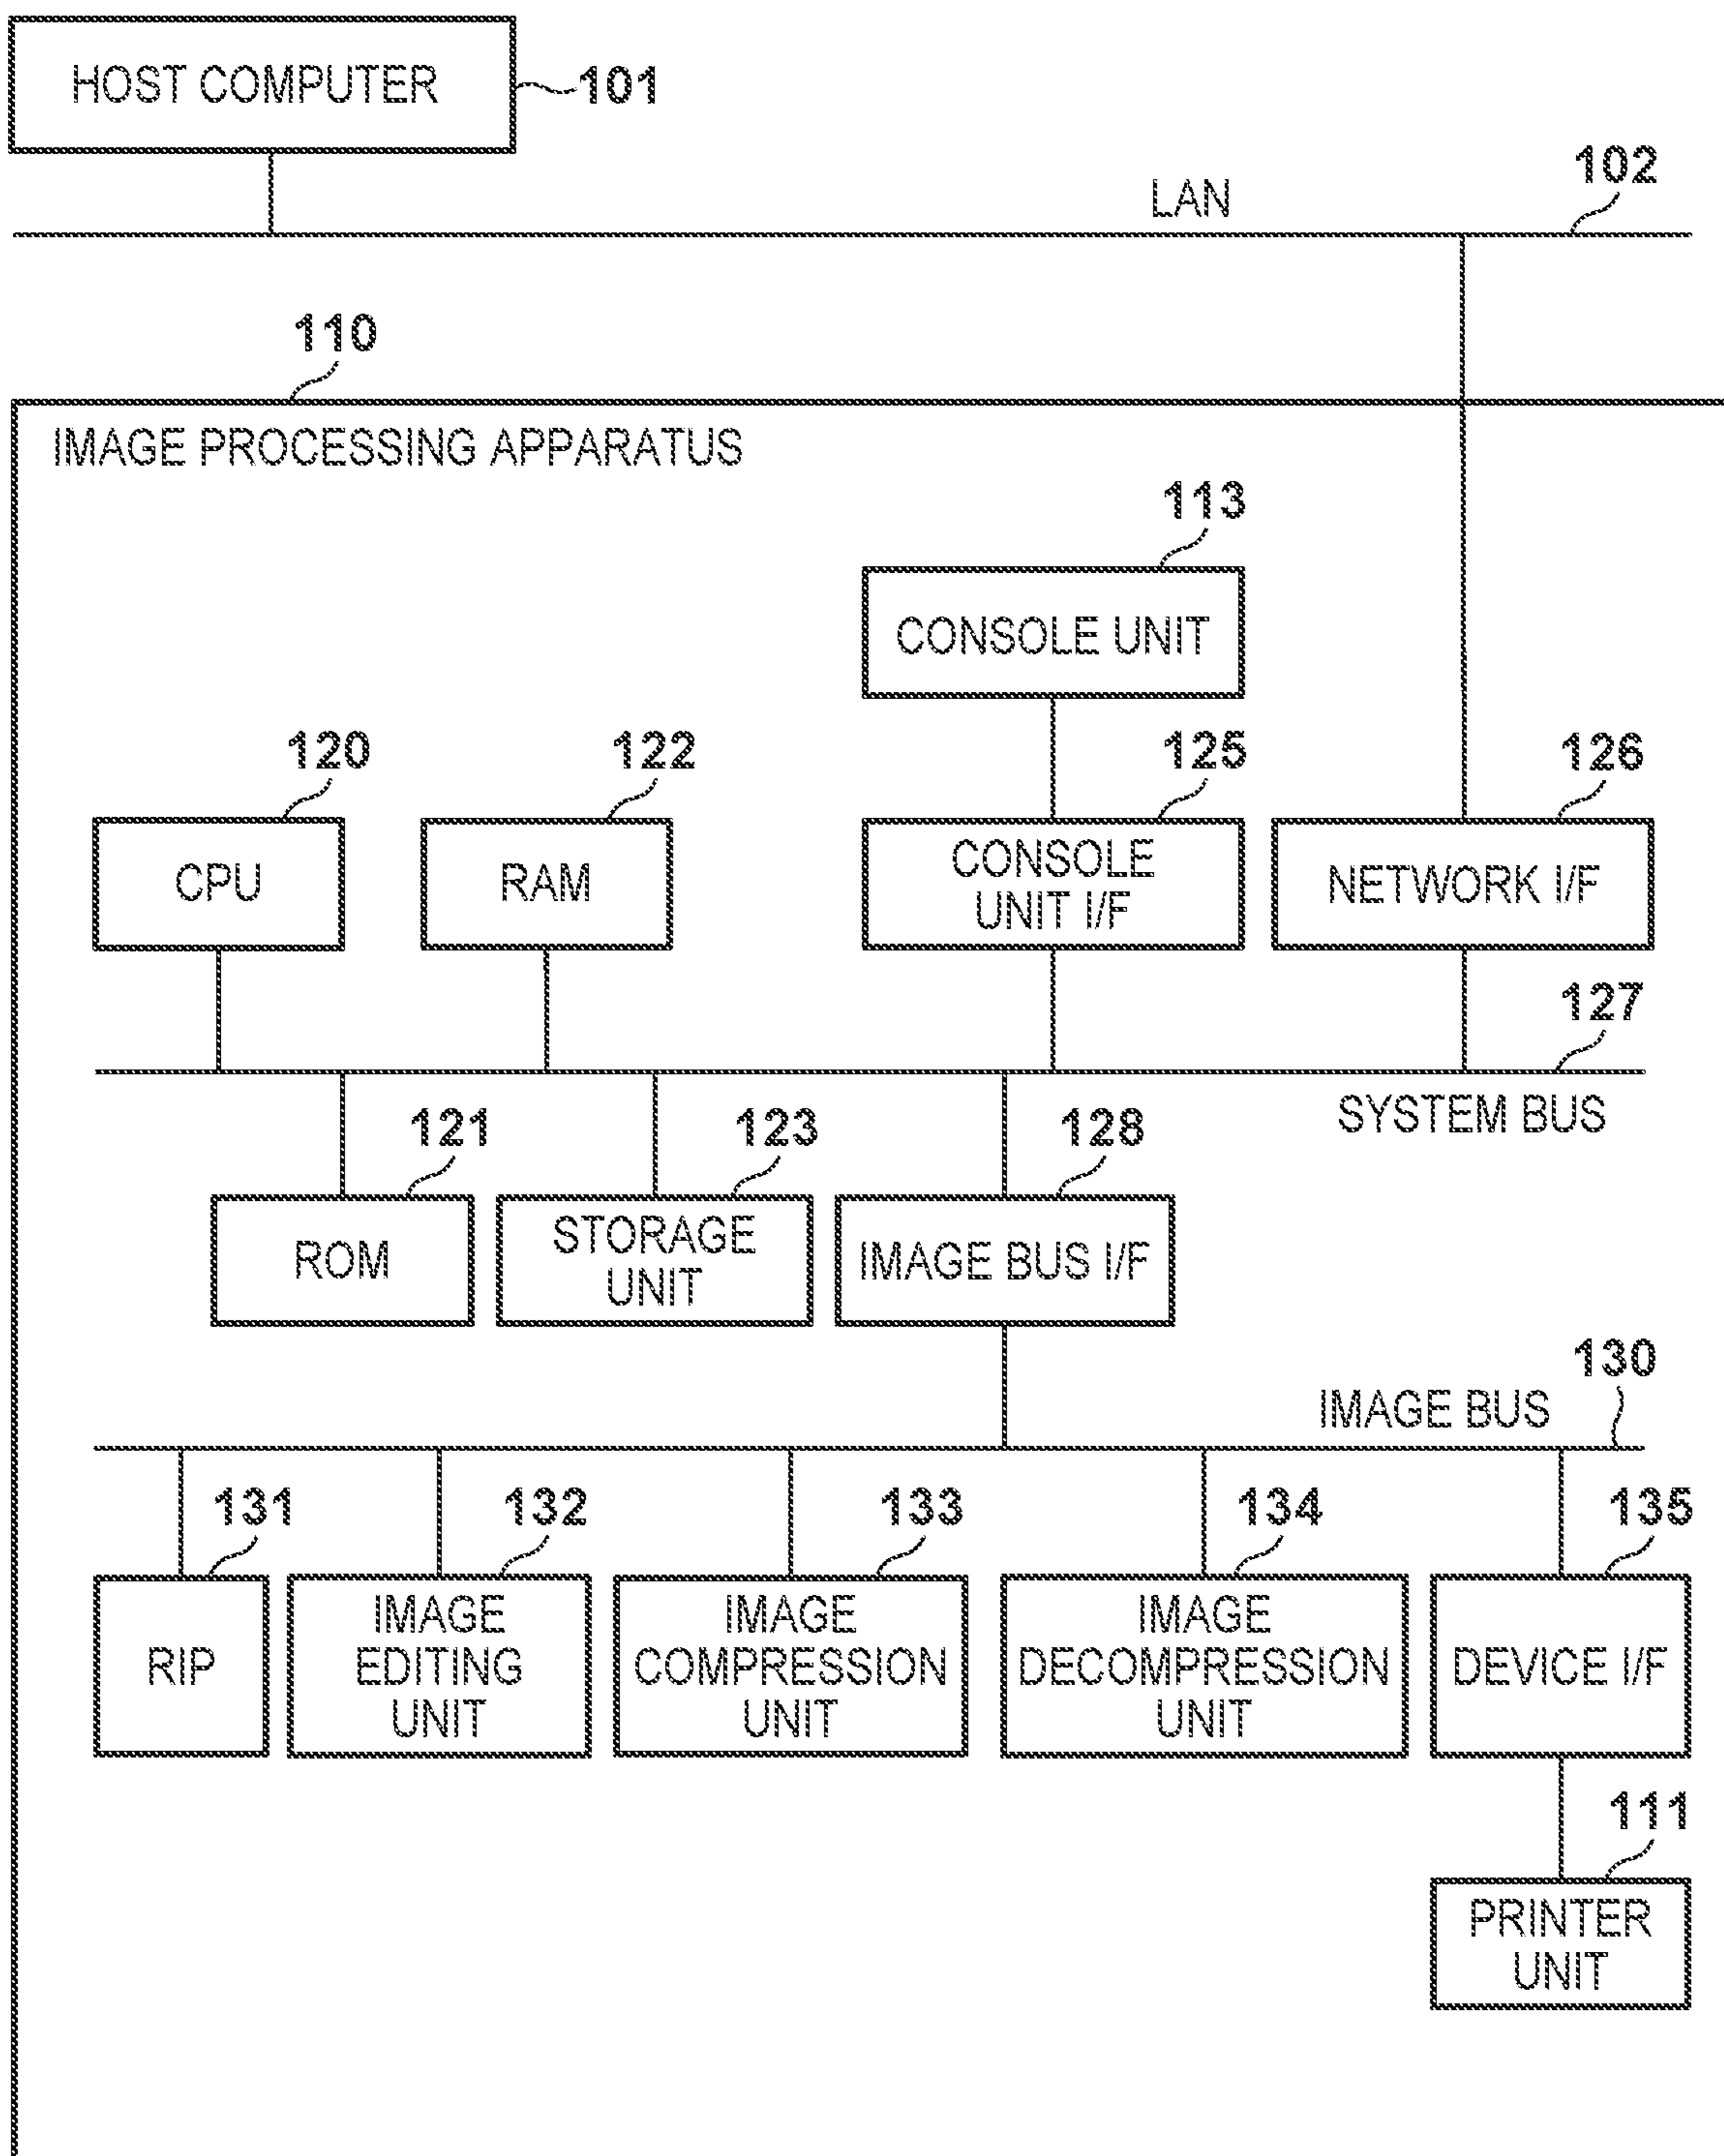 HOST COMPUTER
101
102
LAN
110
IMAGE PROCESSING APPARATUS
113
CONSOLE UNIT
120
122
125
126
CPU
RAM
CONSOLE
UNIT I/F
NETWORK I/F
127
SYSTEM BUS
121
123
128
ROM
STORAGE
UNIT
IMAGE BUS I/F
130
IMAGE BUS
131
132
133
134
135
RIP
IMAGE
EDITING
UNIT
IMAGE
COMPRESSION
UNIT
IMAGE
DECOMPRESSION
UNIT
DEVICE I/F
111
PRINTER
UNIT